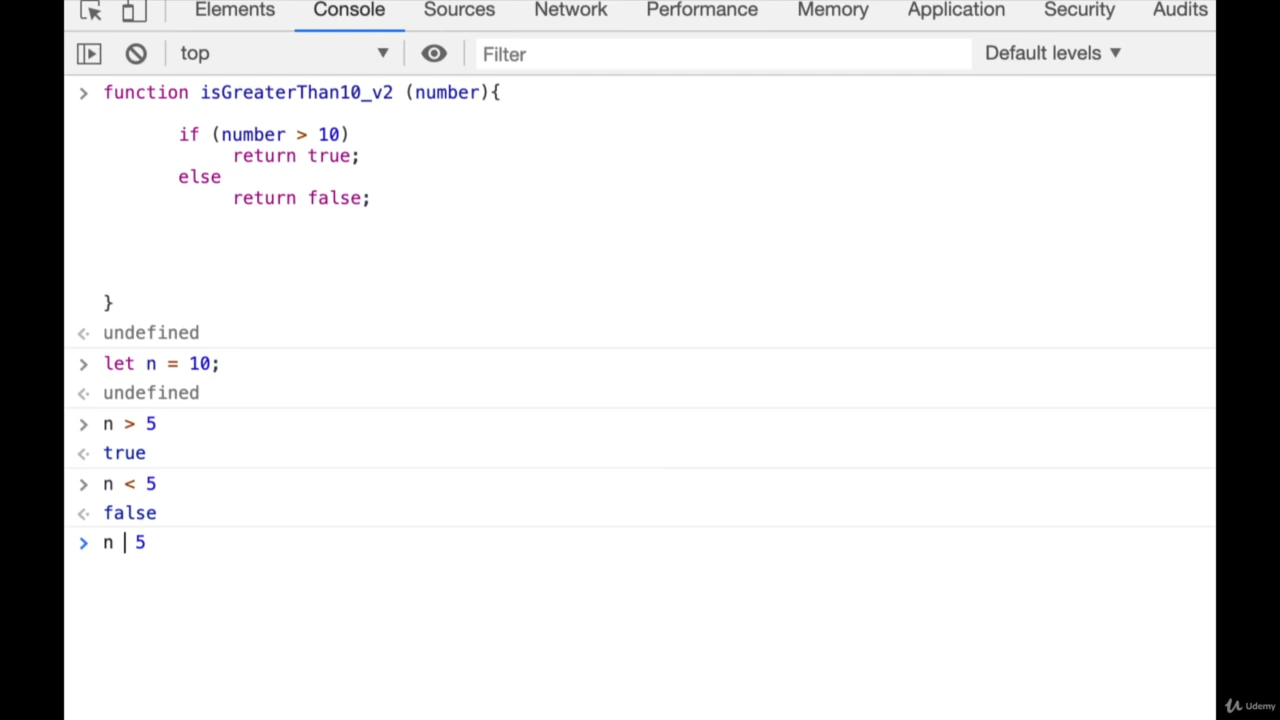 Elements Console Sources Network Performance Memory Application Security Audits
top Filter Default levels
> function isGreaterThan10_v2 (number){
if (number > 10)
return true;
else
return false;
}
undefined
> let n = 10;
undefined
> n > 5
true
> n < 5
false
> n 5
Udemy